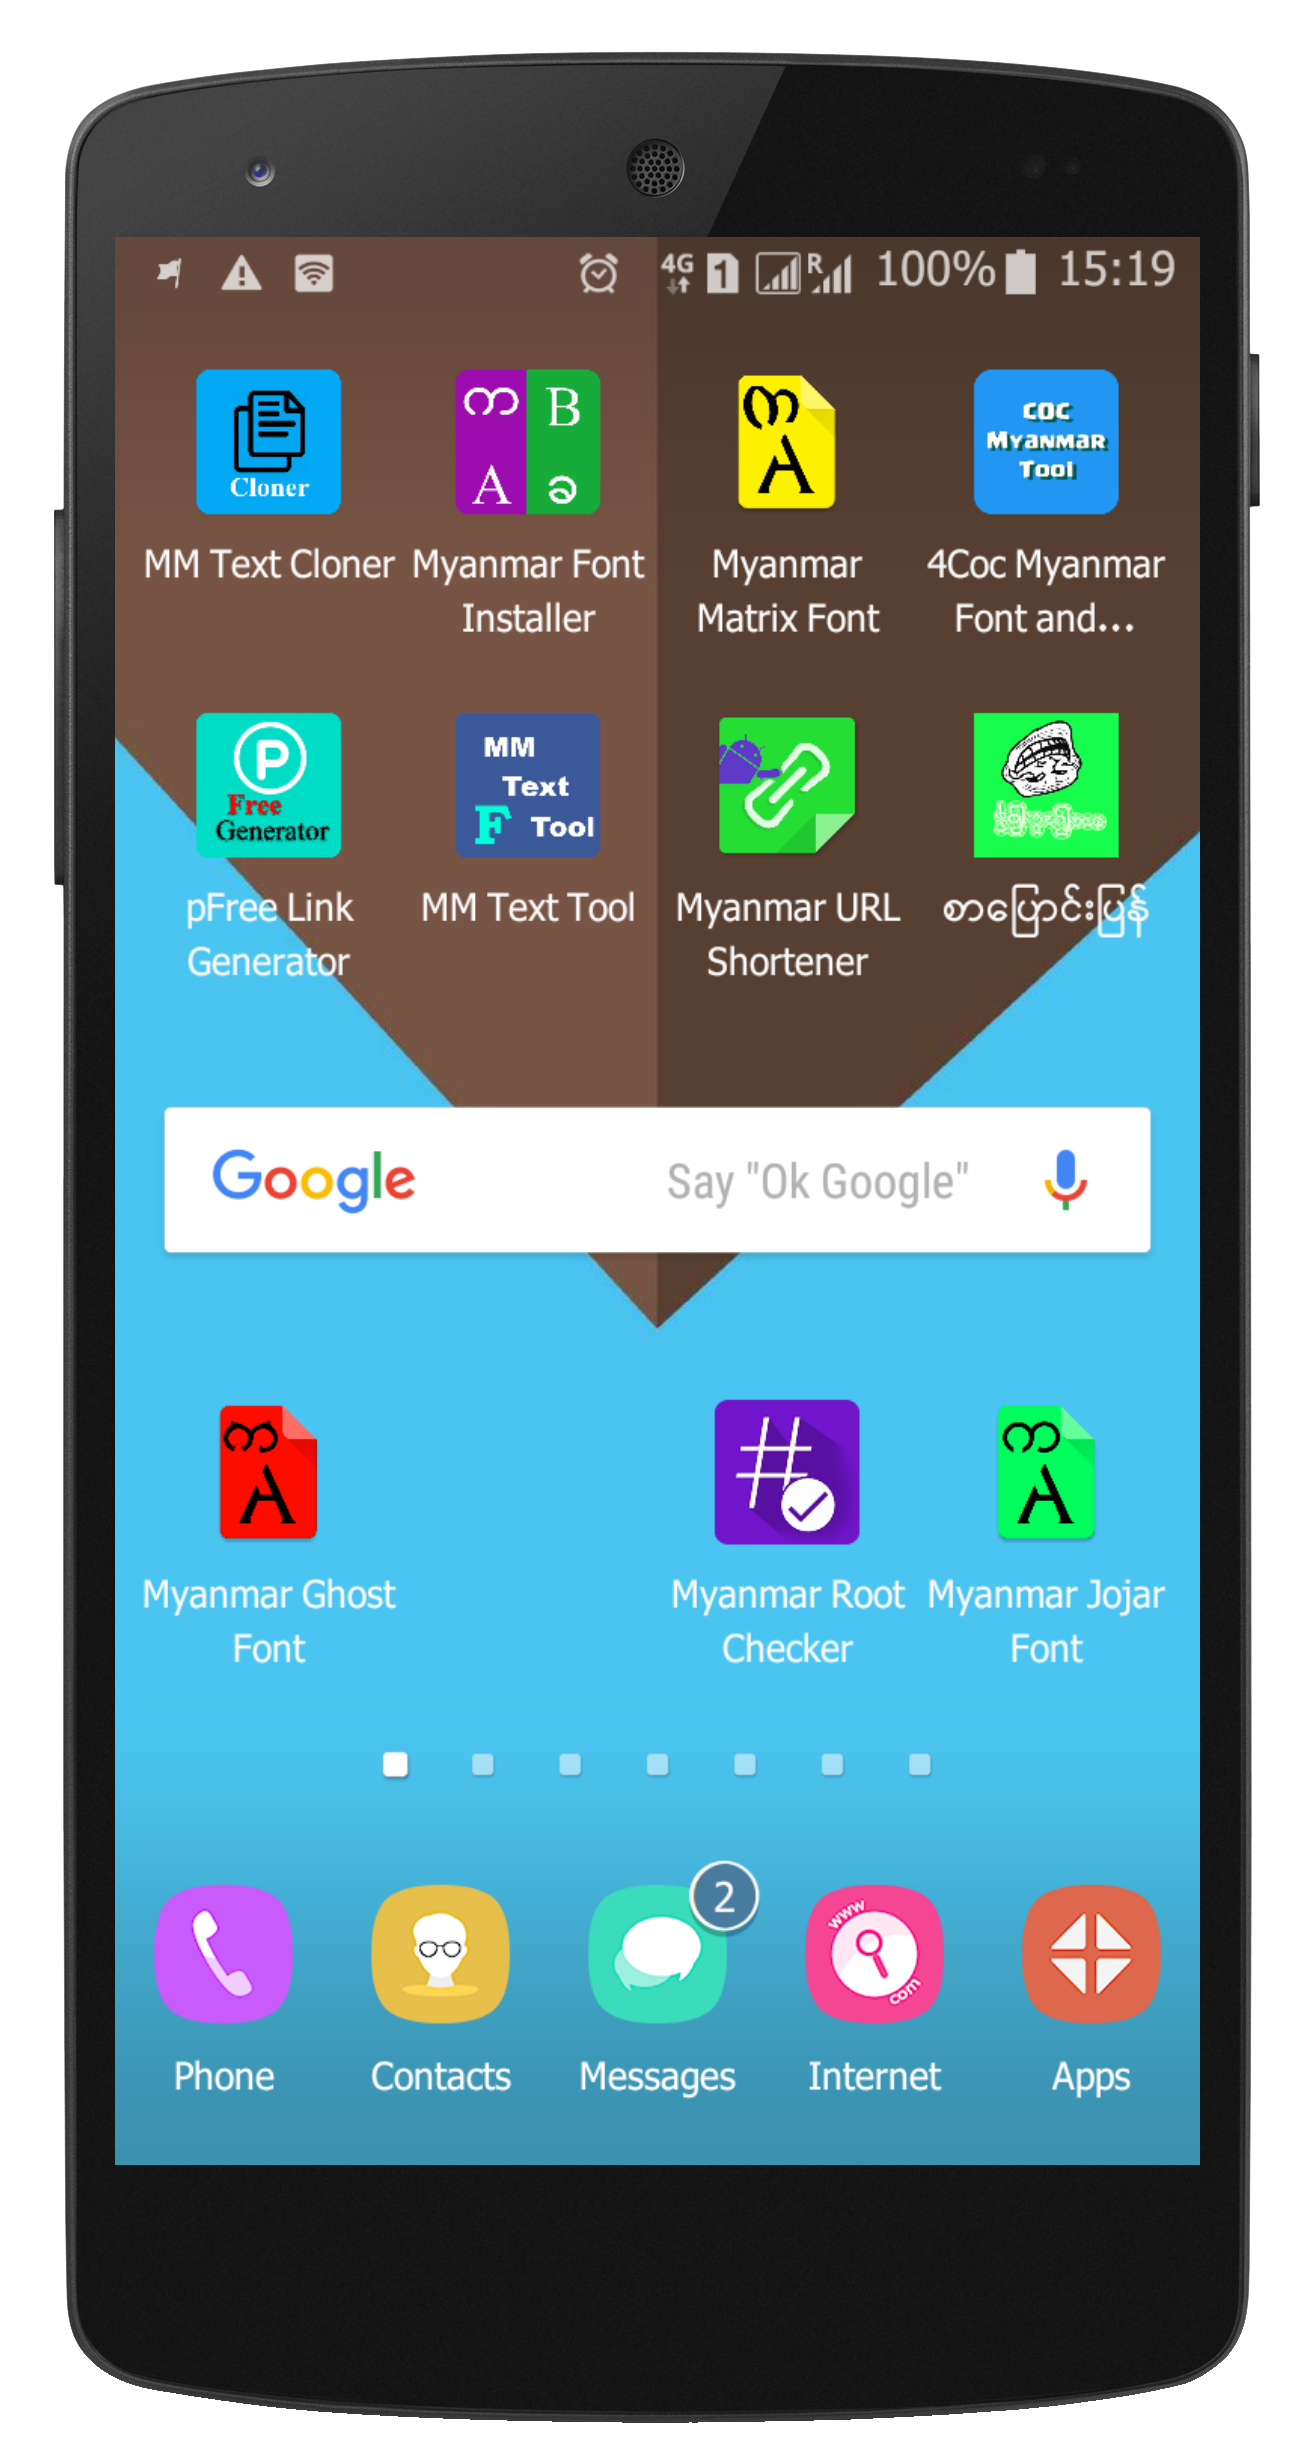 4G 1 R 100% 15:19
က B
A ခ
က
A
COC
Myanmar
Tool
Cloner
MM Text Cloner
Myanmar Font
Installer
Myanmar
Matrix Font
4Coc Myanmar
Font and...
P
Free
Generator
MM
Text
F Tool
pFree Link
Generator
MM Text Tool
Myanmar URL
Shortener
စာပြောင်းပြန်
Google
Say "Ok Google"
က
A
#
က
A
Myanmar Ghost
Font
Myanmar Root
Checker
Myanmar Jojar
Font
2
www
com
Phone
Contacts
Messages
Internet
Apps